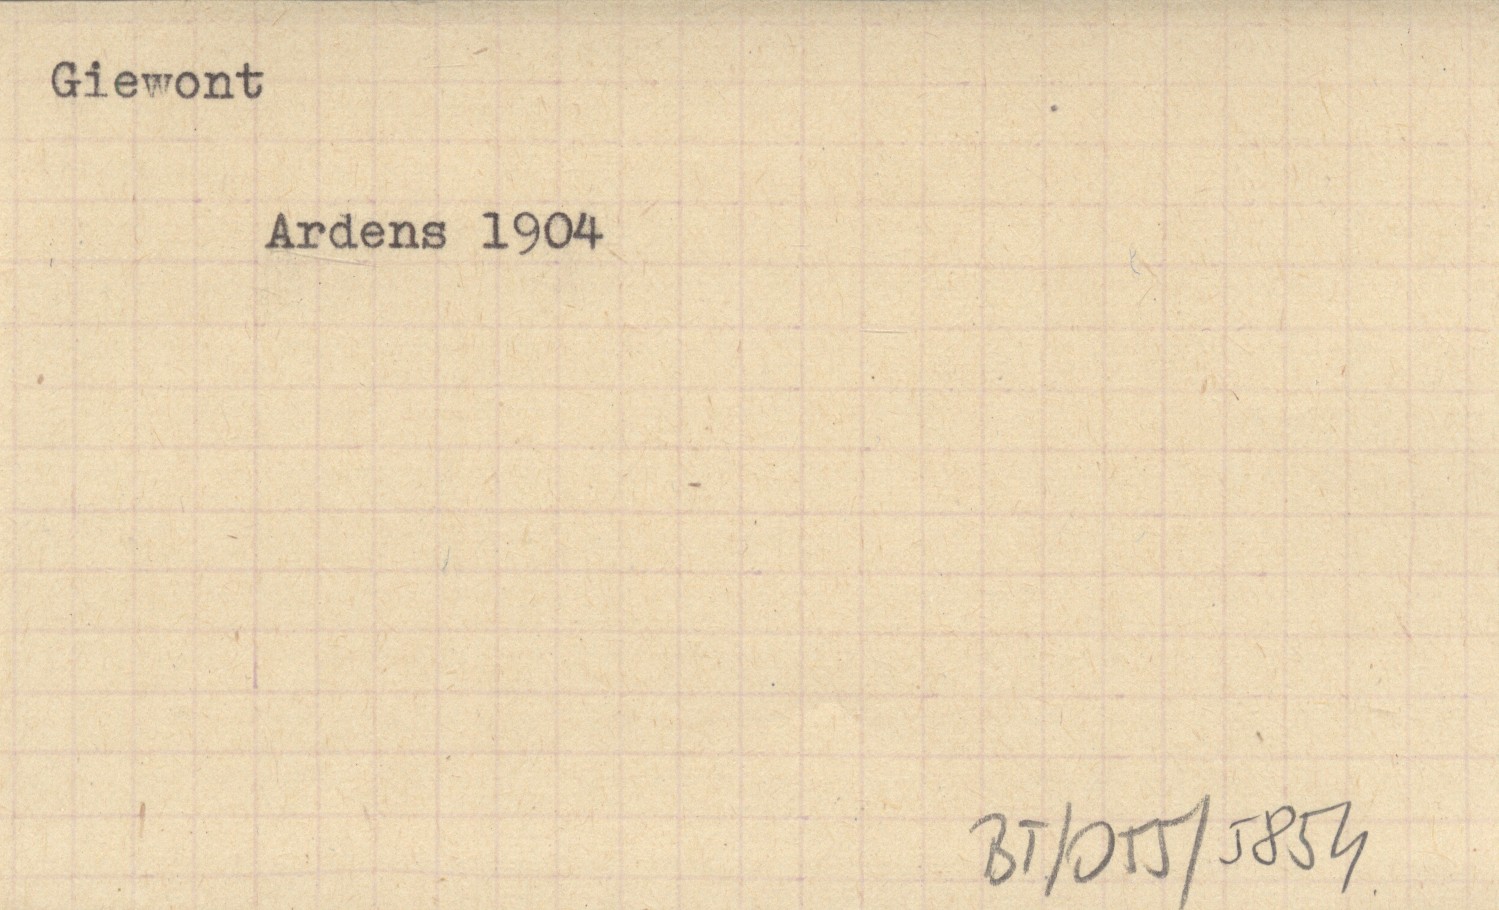 Giewont
Ardens 1904
BT/DTJ/5854